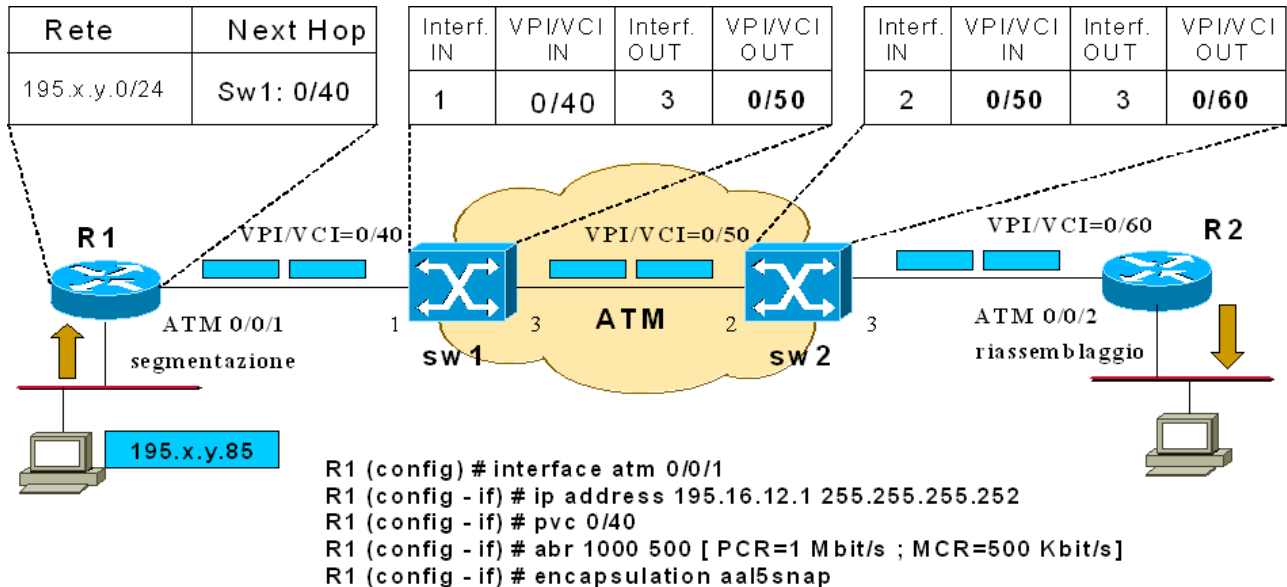 Rete Next Hop
195.x.y.0/24 Sw1: 0/40
Interf. IN VPI/VCI IN Interf. OUT VPI/VCI OUT
1 0/40 3 0/50
Interf. IN VPI/VCI IN Interf. OUT VPI/VCI OUT
2 0/50 3 0/60
R1
VPI/VCI=0/40
VPI/VCI=0/50
VPI/VCI=0/60
R2
ATM 0/0/1
segmentazione
1
3
ATM
2
3
ATM 0/0/2
riassemblaggio
sw1
sw2
195.x.y.85
R1 (config) # interface atm 0/0/1
R1 (config - if) # ip address 195.16.12.1 255.255.255.252
R1 (config - if) # pvc 0/40
R1 (config - if) # abr 1000 500 [ PCR=1 Mbit/s ; MCR=500 Kbit/s]
R1 (config - if) # encapsulation aal5snap